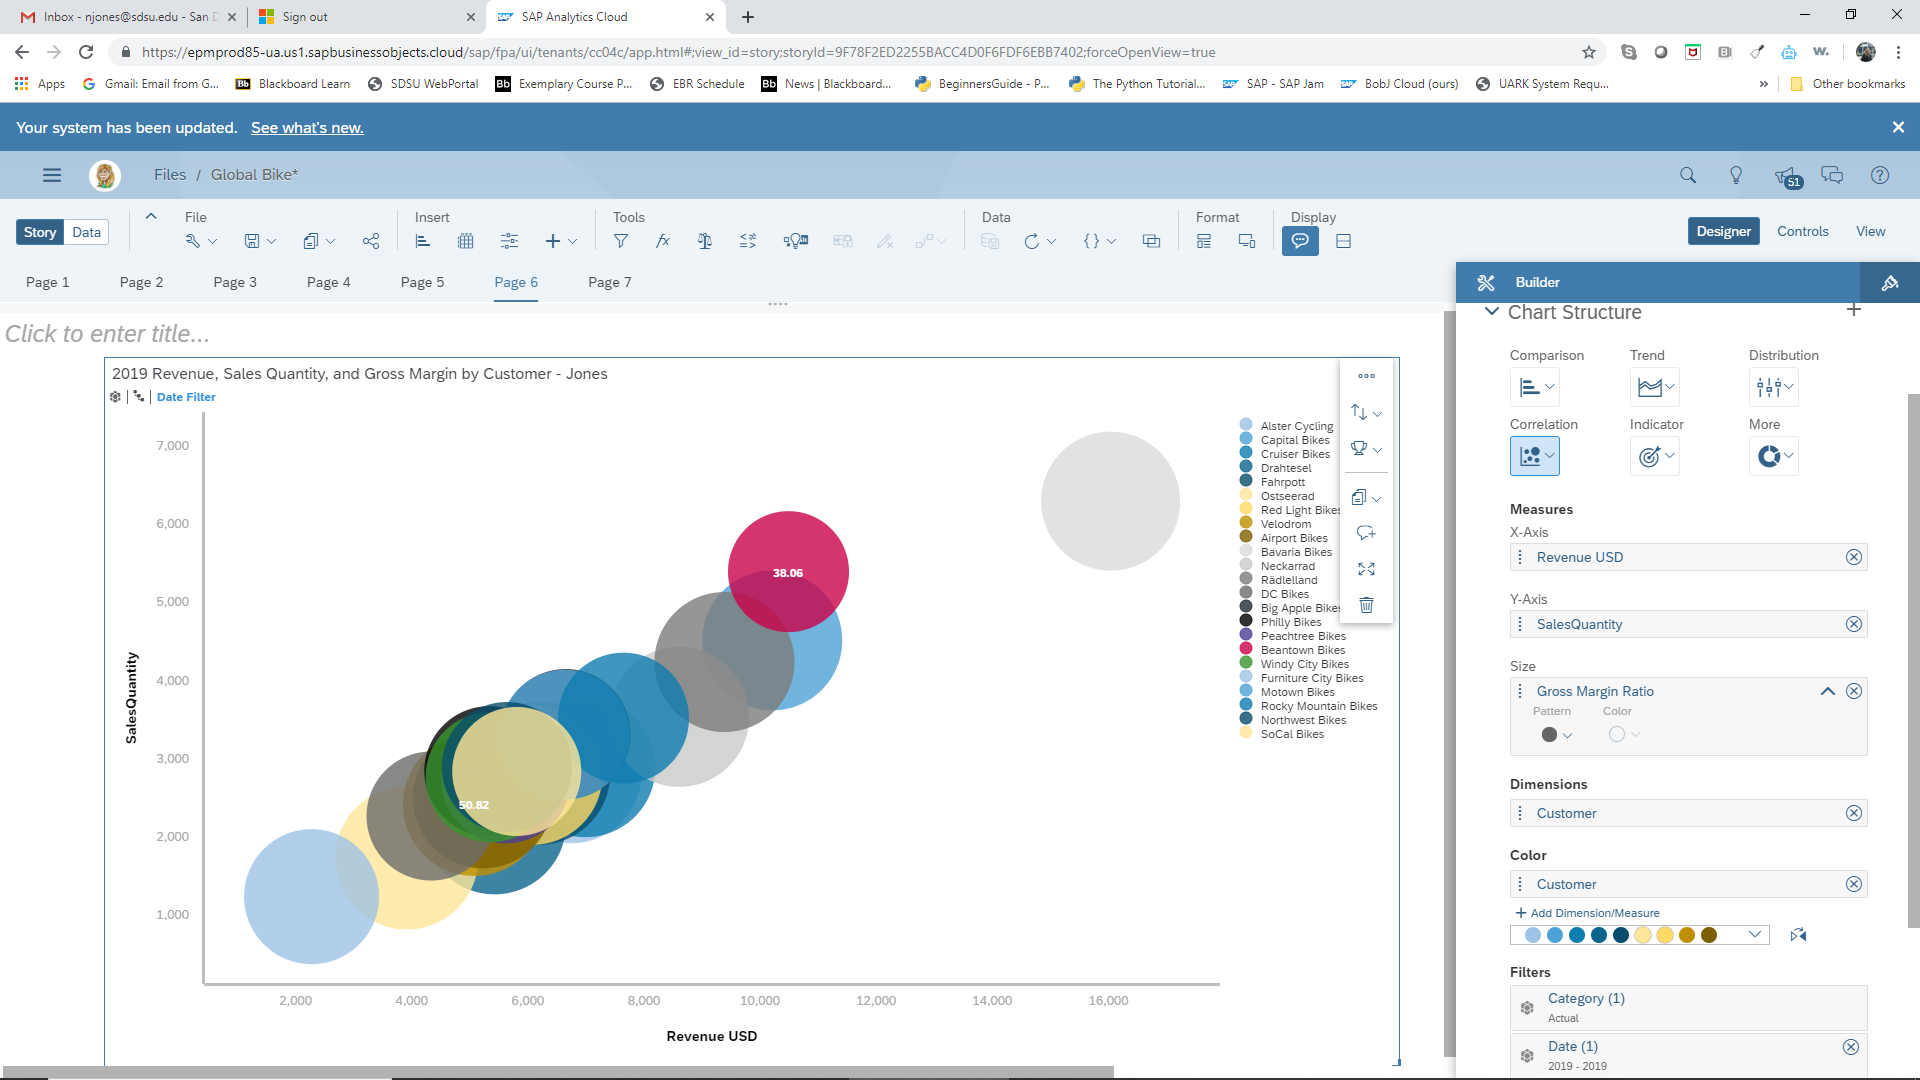 Inbox - njones@sdsu.edu - San D
Sign out
SAP Analytics Cloud
https://epmprod85-ua.us1.sapbusinessobjects.cloud/sap/fpa/ui/tenants/cc04c/app.html#;view_id=story;storyId=9F78F2ED2255BACC4D0F6FDF6EBB7402;forceOpenView=true
Apps
Gmail: Email from G...
Blackboard Learn
SDSU WebPortal
Exemplary Course P...
EBR Schedule
News | Blackboard...
BeginnersGuide - P...
The Python Tutorial...
SAP - SAP Jam
BobJ Cloud (ours)
UARK System Requ...
Other bookmarks
Your system has been updated. See what's new.
Files / Global Bike*
51
Story Data
File
Insert
Tools
Data
Format
Display
Designer
Controls
View
Page 1
Page 2
Page 3
Page 4
Page 5
Page 6
Page 7
Click to enter title...
2019 Revenue, Sales Quantity, and Gross Margin by Customer - Jones
Date Filter
7,000
6,000
5,000
4,000
3,000
2,000
1,000
SalesQuantity
38.06
50.82
2,000
4,000
6,000
8,000
10,000
12,000
14,000
16,000
Revenue USD
Alster Cycling
Capital Bikes
Cruiser Bikes
Drahtesel
Fahrpott
Ostseerad
Red Light Bikes
Velodrom
Airport Bikes
Bavaria Bikes
Neckarrad
Rädlelland
DC Bikes
Big Apple Bikes
Philly Bikes
Peachtree Bikes
Beantown Bikes
Windy City Bikes
Furniture City Bikes
Motown Bikes
Rocky Mountain Bikes
Northwest Bikes
SoCal Bikes
Builder
Chart Structure
Comparison
Trend
Distribution
Correlation
Indicator
More
Measures
X-Axis
Revenue USD
Y-Axis
SalesQuantity
Size
Gross Margin Ratio
Pattern
Color
Dimensions
Customer
Color
Customer
+ Add Dimension/Measure
Filters
Category (1)
Actual
Date (1)
2019 - 2019